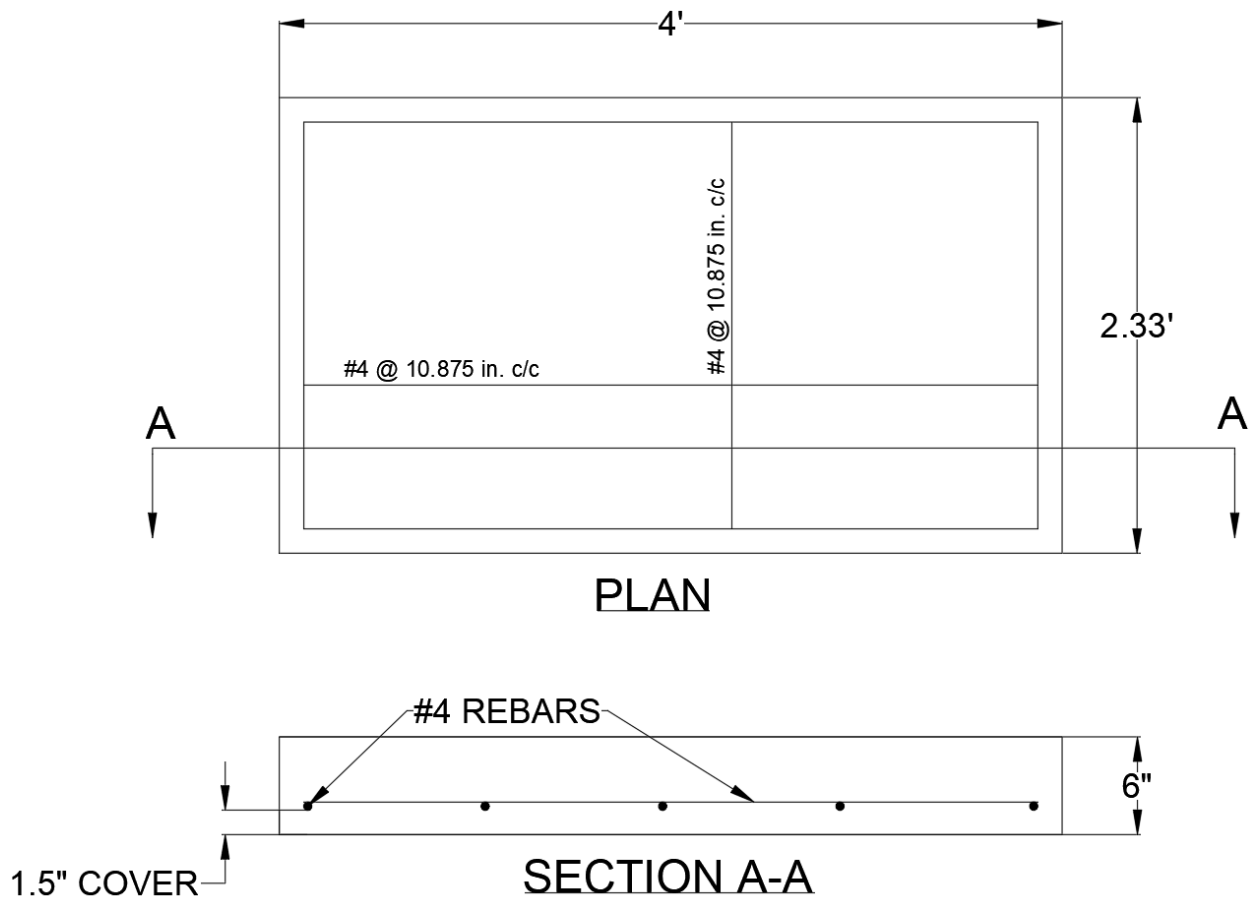 4'
#4 @ 10.875 in. c/c
#4 @ 10.875 in. c/c
2.33'
A
A
PLAN
#4 REBARS
6"
1.5" COVER
SECTION A-A